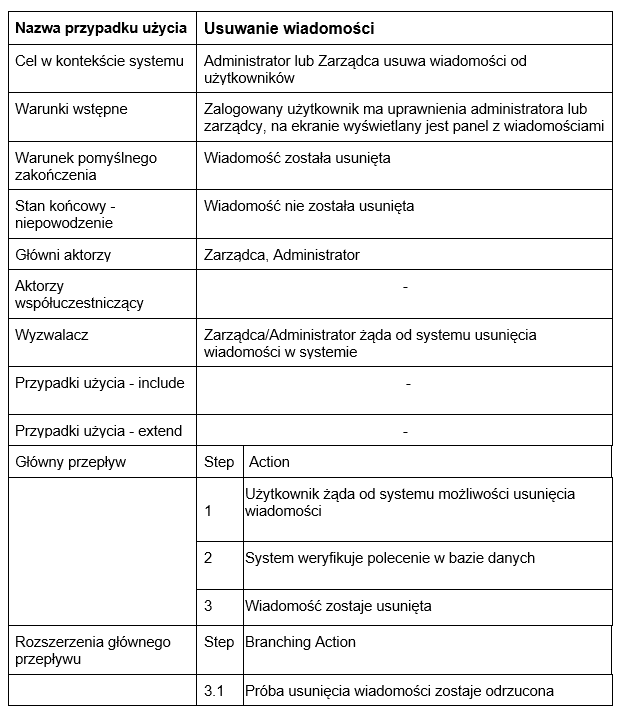 Nazwa przypadku użycia Usuwanie wiadomości
Cel w kontekście systemu Administrator lub Zarządca usuwa wiadomości od
użytkowników
Warunki wstępne Zalogowany użytkownik ma uprawnienia administratora lub
zarządcy, na ekranie wyświetlany jest panel z wiadomościami
Warunek pomyślnego Wiadomość została usunięta
zakończenia
Stan końcowy - Wiadomość nie została usunięta
niepowodzenie
Główni aktorzy Zarządca, Administrator
Aktorzy -
współuczestniczący
Wyzwalacz Zarządca/Administrator żąda od systemu usunięcia
wiadomości w systemie
Przypadki użycia - include -
Przypadki użycia - extend -
Główny przepływ Step Action
1 Użytkownik żąda od systemu możliwości usunięcia
wiadomości
2 System weryfikuje polecenie w bazie danych
3 Wiadomość zostaje usunięta
Rozszerzenia głównego Step Branching Action
przepływu
3.1 Próba usunięcia wiadomości zostaje odrzucona